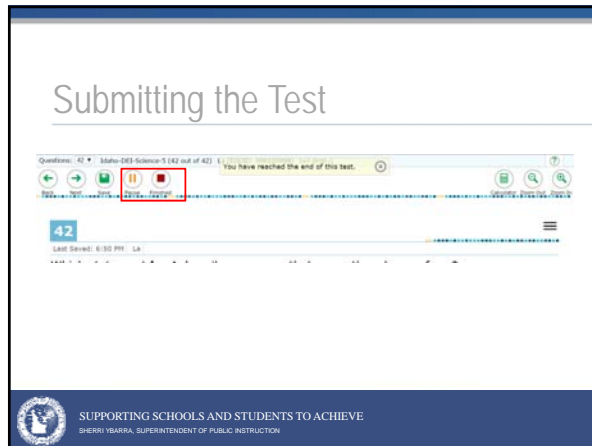 Submitting the Test
Questions: 42 Idaho-DEI-Science-5 (42 out of 42)
You have reached the end of this test.
Back Next Save Pause Finished Calculator Zoom Out Zoom In
42
Last Saved: 6:50 PM
SUPPORTING SCHOOLS AND STUDENTS TO ACHIEVE
SHERRI YBARRA, SUPERINTENDENT OF PUBLIC INSTRUCTION